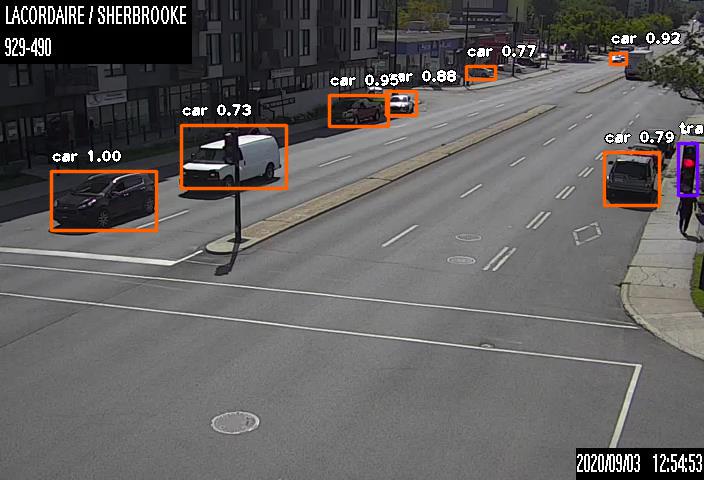 LACORDAIRE / SHERBROOKE
929-490
car 0.92
car 0.77
car 0.95
car 0.88
car 0.73
car 0.79
tra
car 1.00
2020/09/03 12:54:53